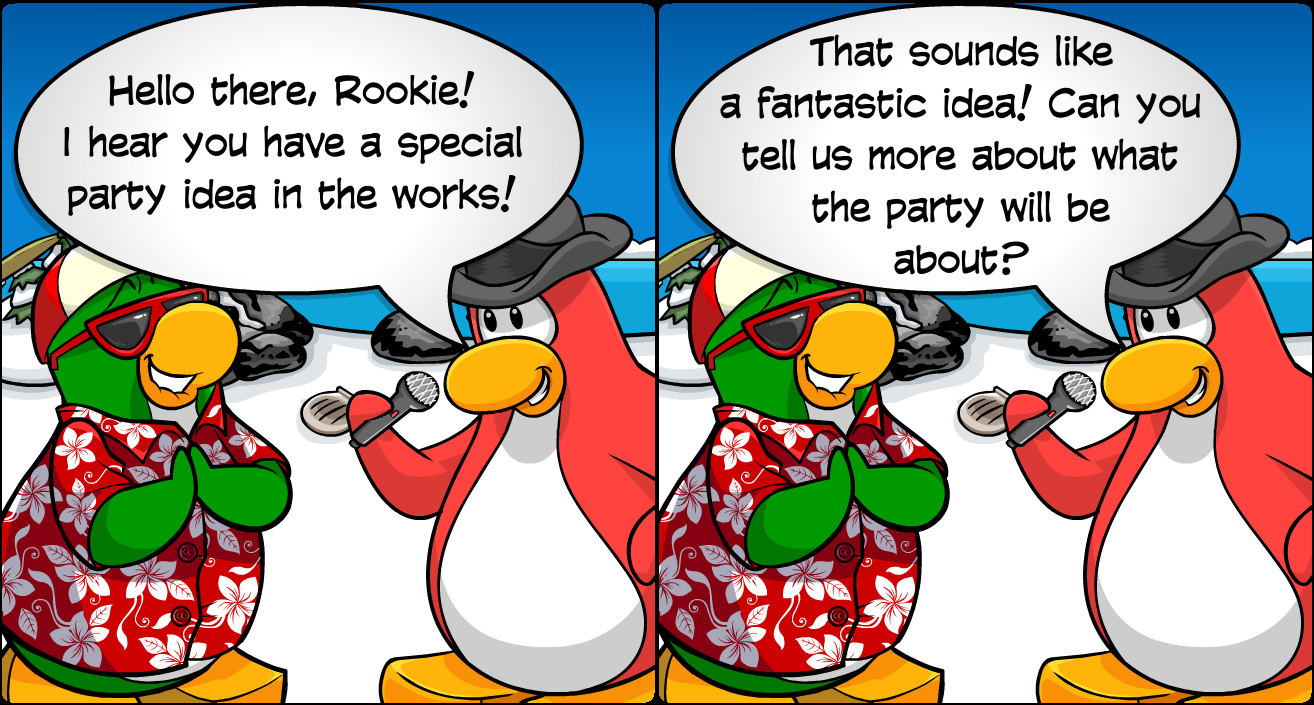 Hello there, Rookie!
I hear you have a special
party idea in the works!
That sounds like
a fantastic idea! Can you
tell us more about what
the party will be
about?